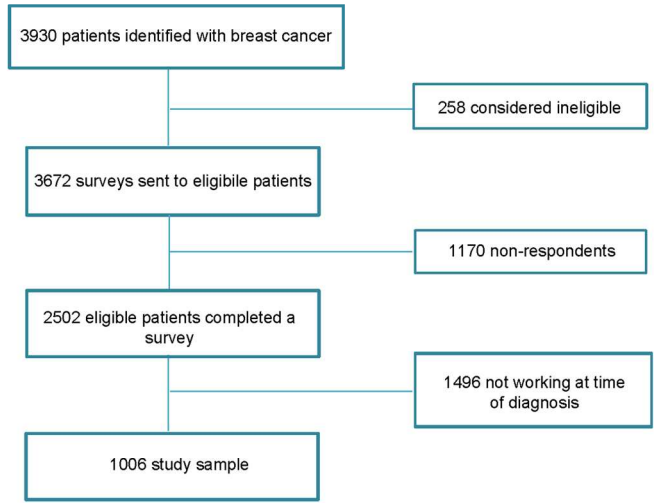 3930 patients identified with breast cancer
258 considered ineligible
3672 surveys sent to eligibile patients
1170 non-respondents
2502 eligible patients completed a
survey
1496 not working at time
of diagnosis
1006 study sample